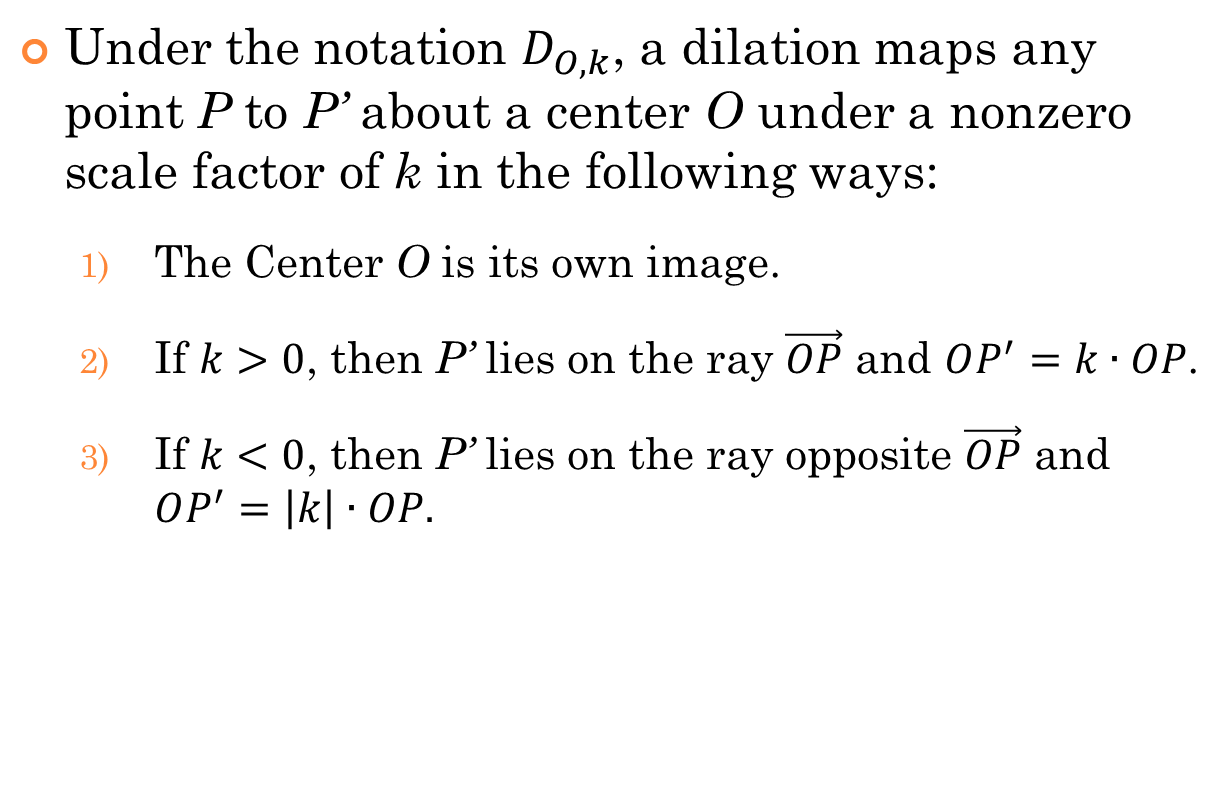 Under the notation D_{O,k}, a dilation maps any
point P to P’ about a center O under a nonzero
scale factor of k in the following ways:
1) The Center O is its own image.
2) If k > 0, then P’ lies on the ray \overrightarrow{OP} and OP′ = k · OP.
3) If k < 0, then P’ lies on the ray opposite \overrightarrow{OP} and
OP′ = |k| · OP.